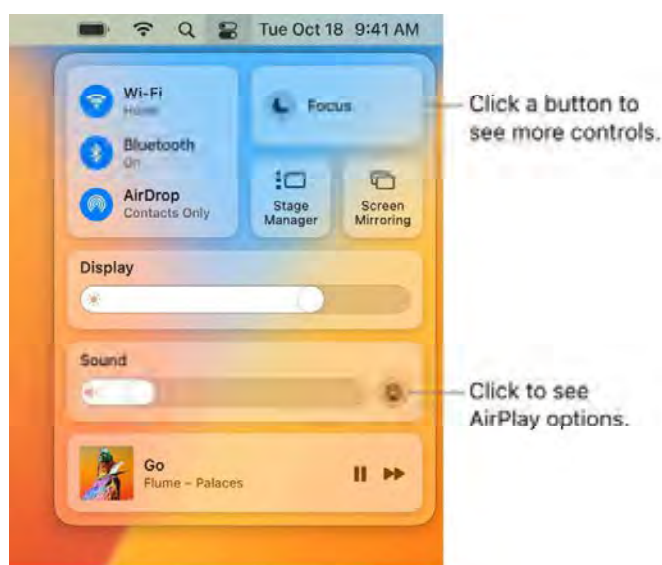 Tue Oct 18 9:41 AM
Wi-Fi
Home
Focus
Click a button to
see more controls.
Bluetooth
On
AirDrop
Contacts Only
Stage
Manager
Screen
Mirroring
Display
Sound
Click to see
AirPlay options.
Go
Flume – Palaces